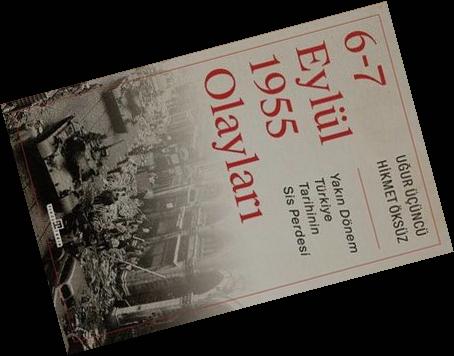 UĞUR ÜÇÜNCÜ
HİKMET ÖKSÜZ
6-7
Eylül
1955
Olayları
Yakın Dönem
Türkiye
Tarihinin
Sis Perdesi